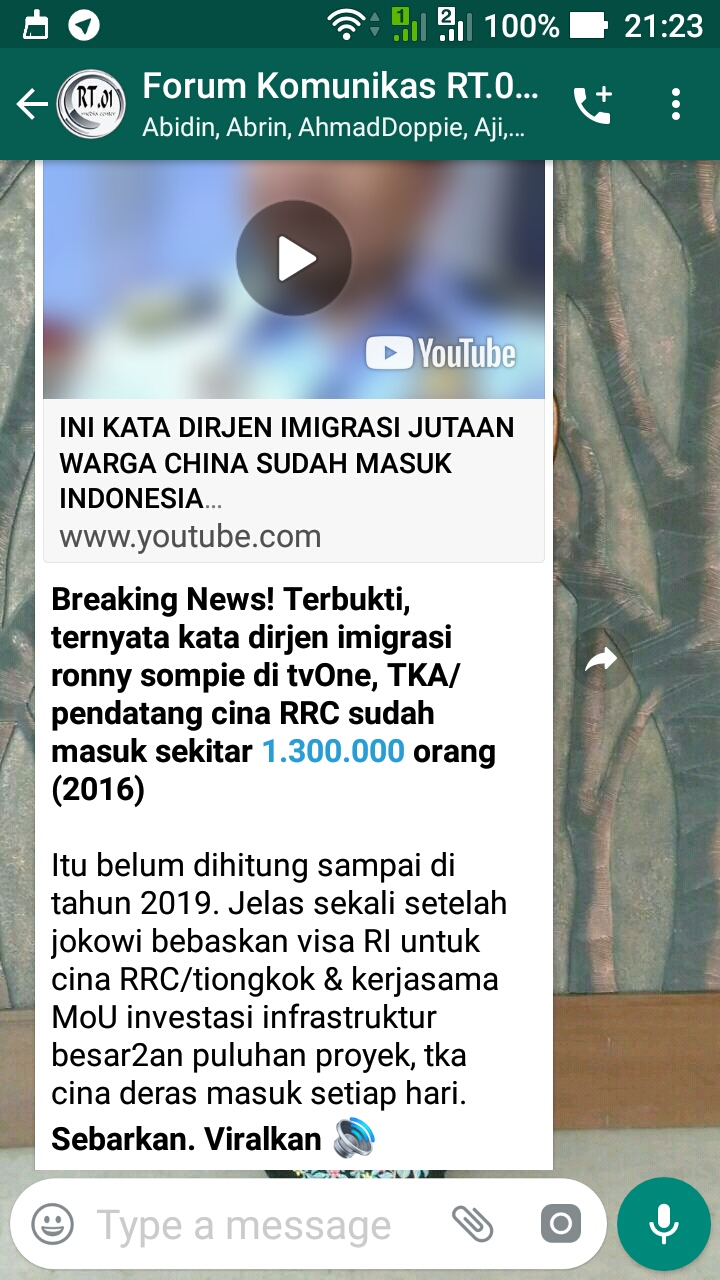 1
2
100%
21:23
RT.01
media center
Forum Komunikas RT.0...
Abidin, Abrin, AhmadDoppie, Aji,...
YouTube
INI KATA DIRJEN IMIGRASI JUTAAN
WARGA CHINA SUDAH MASUK
INDONESIA...
www.youtube.com
Breaking News! Terbukti,
ternyata kata dirjen imigrasi
ronny sompie di tvOne, TKA/
pendatang cina RRC sudah
masuk sekitar 1.300.000 orang
(2016)
Itu belum dihitung sampai di
tahun 2019. Jelas sekali setelah
jokowi bebaskan visa RI untuk
cina RRC/tiongkok & kerjasama
MoU investasi infrastruktur
besar2an puluhan proyek, tka
cina deras masuk setiap hari.
Sebarkan. Viralkan 🔊
Type a message